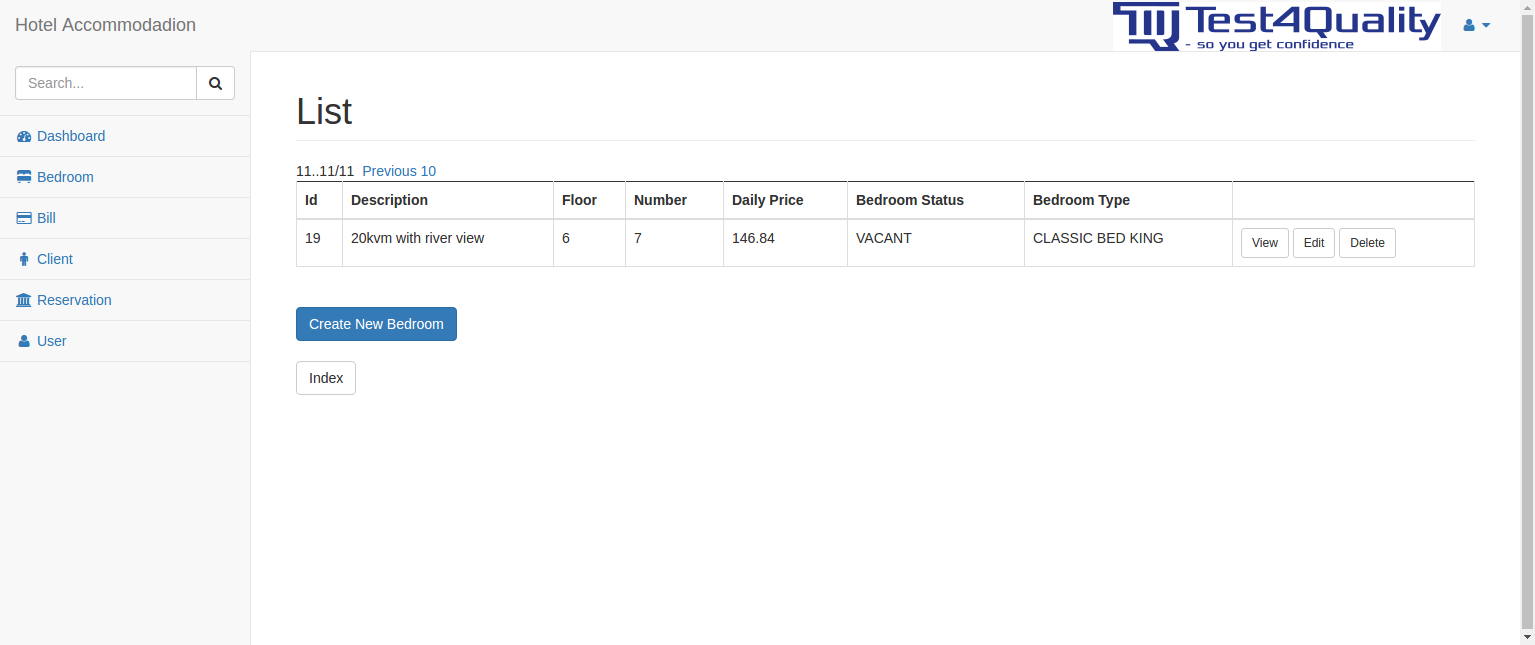 Hotel Accommodadion
Test4Quality
- so you get confidence
Search...
Dashboard
Bedroom
Bill
Client
Reservation
User
List
11..11/11 Previous 10
Id Description Floor Number Daily Price Bedroom Status Bedroom Type
19 20kvm with river view 6 7 146.84 VACANT CLASSIC BED KING View Edit Delete
Create New Bedroom
Index